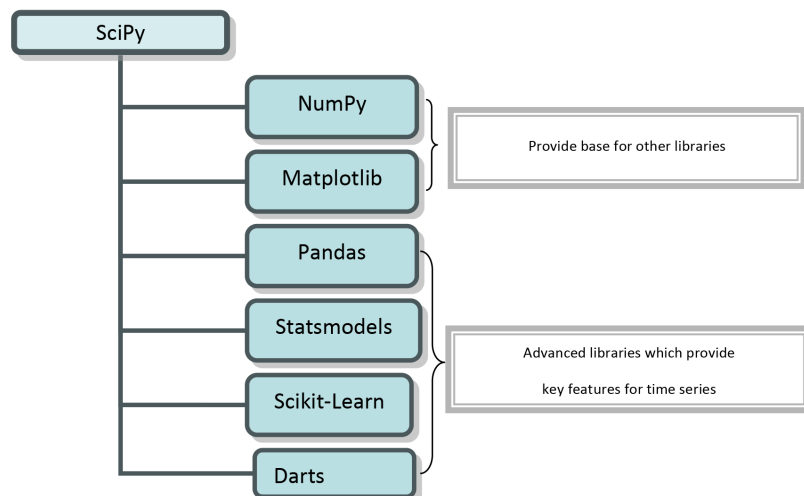 SciPy
NumPy
Matplotlib
Provide base for other libraries
Pandas
Statsmodels
Scikit-Learn
Darts
Advanced libraries which provide
key features for time series